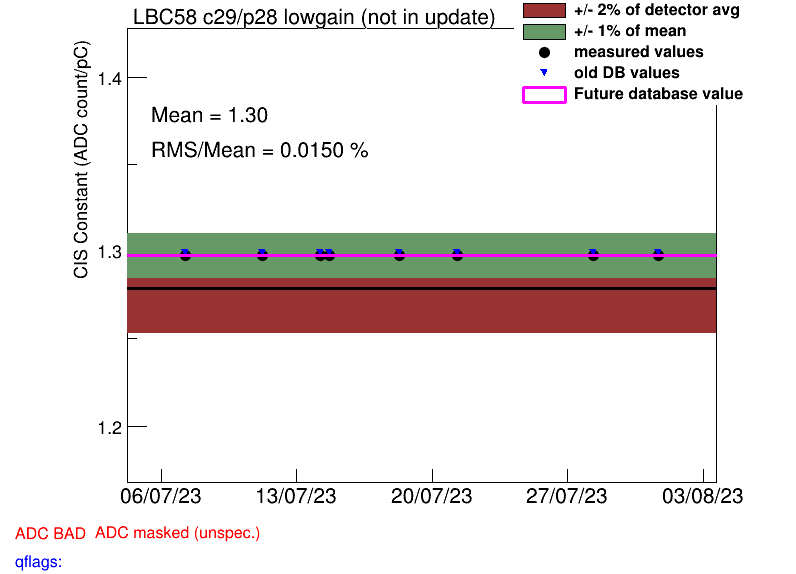 LBC58 c29/p28 lowgain (not in update)
+/- 2% of detector avg
+/- 1% of mean
measured values
old DB values
Future database value
CIS Constant (ADC count/pC)
1.4
Mean = 1.30
RMS/Mean = 0.0150 %
1.3
1.2
06/07/23 13/07/23 20/07/23 27/07/23 03/08/23
ADC BAD ADC masked (unspec.)
qflags: